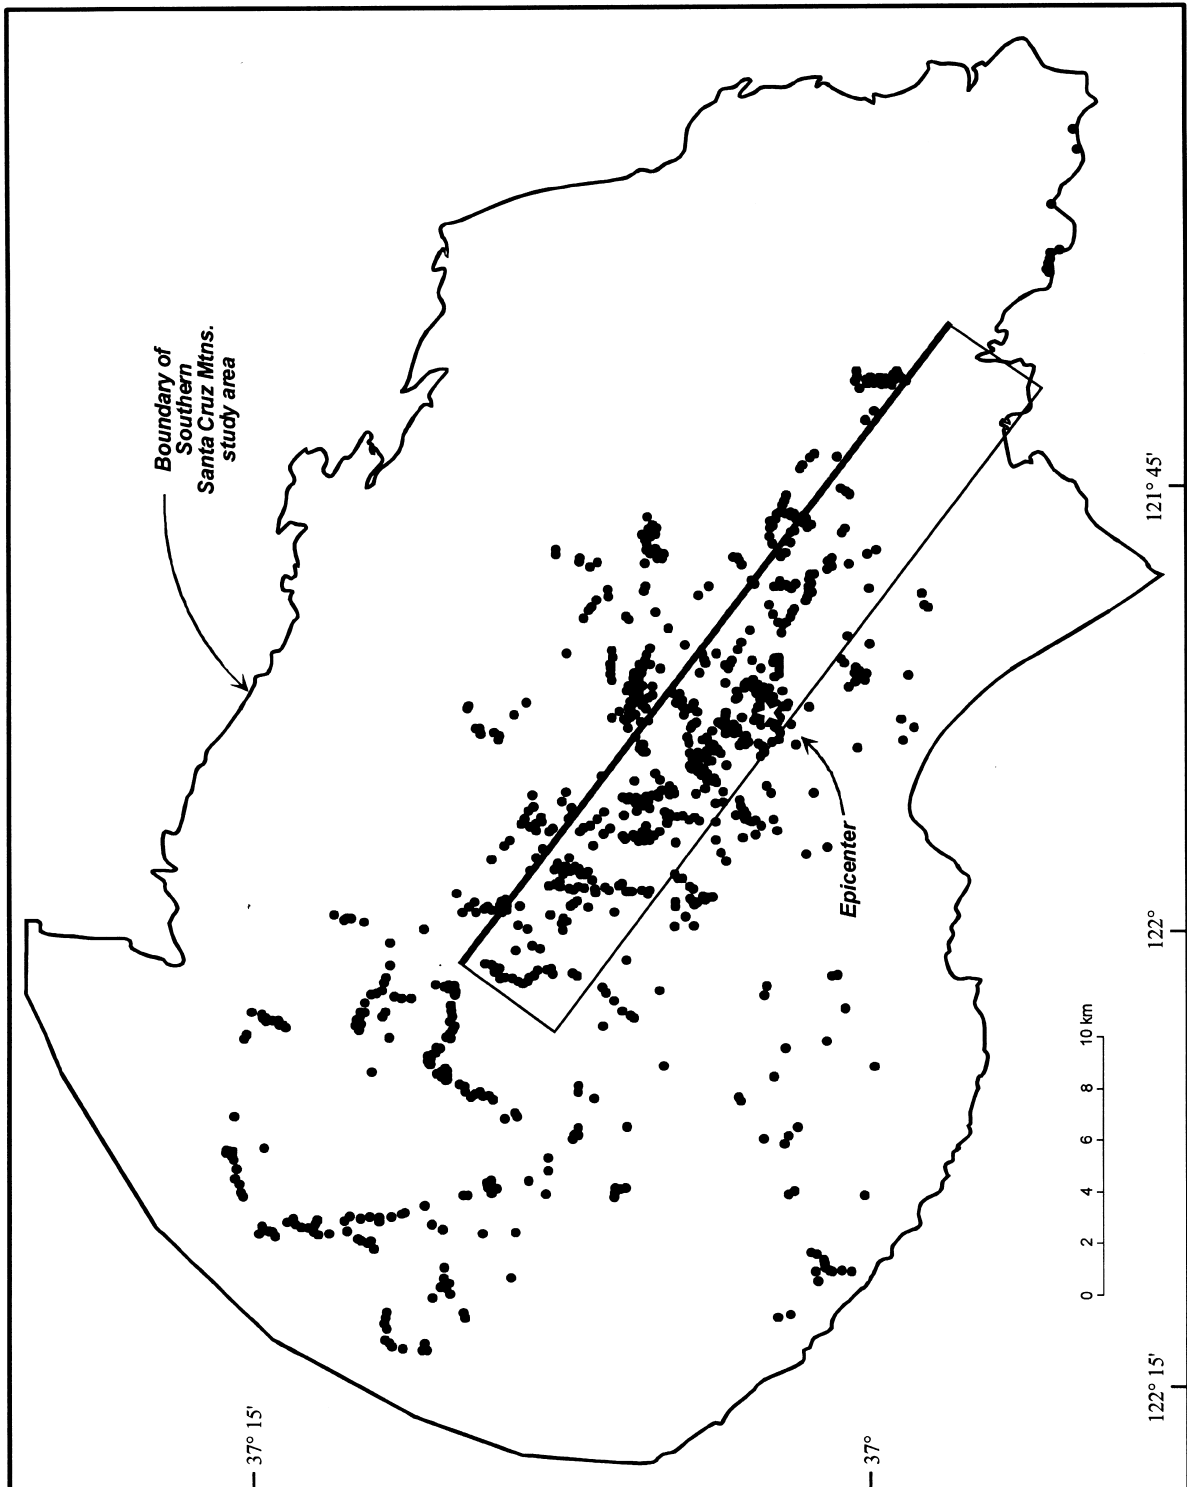 Boundary of
Southern
Santa Cruz Mtns.
study area
Epicenter
0 2 4 6 8 10 km
37° 15'
37°
122° 15'
122°
121° 45'